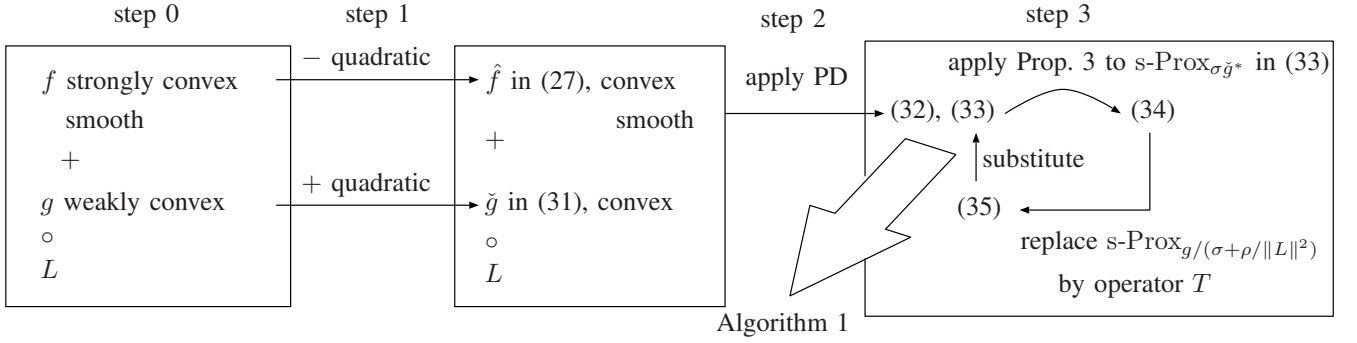 step 0
step 1
step 2
step 3
f strongly convex
smooth
+
g weakly convex
∘
L
− quadratic
+ quadratic
f̂ in (27), convex
smooth
+
ǧ in (31), convex
∘
L
apply PD
apply Prop. 3 to s-Prox_{σǧ*} in (33)
(32), (33)
(34)
substitute
(35)
replace s-Prox_{g/(σ+ρ/‖L‖²)}
by operator T
Algorithm 1